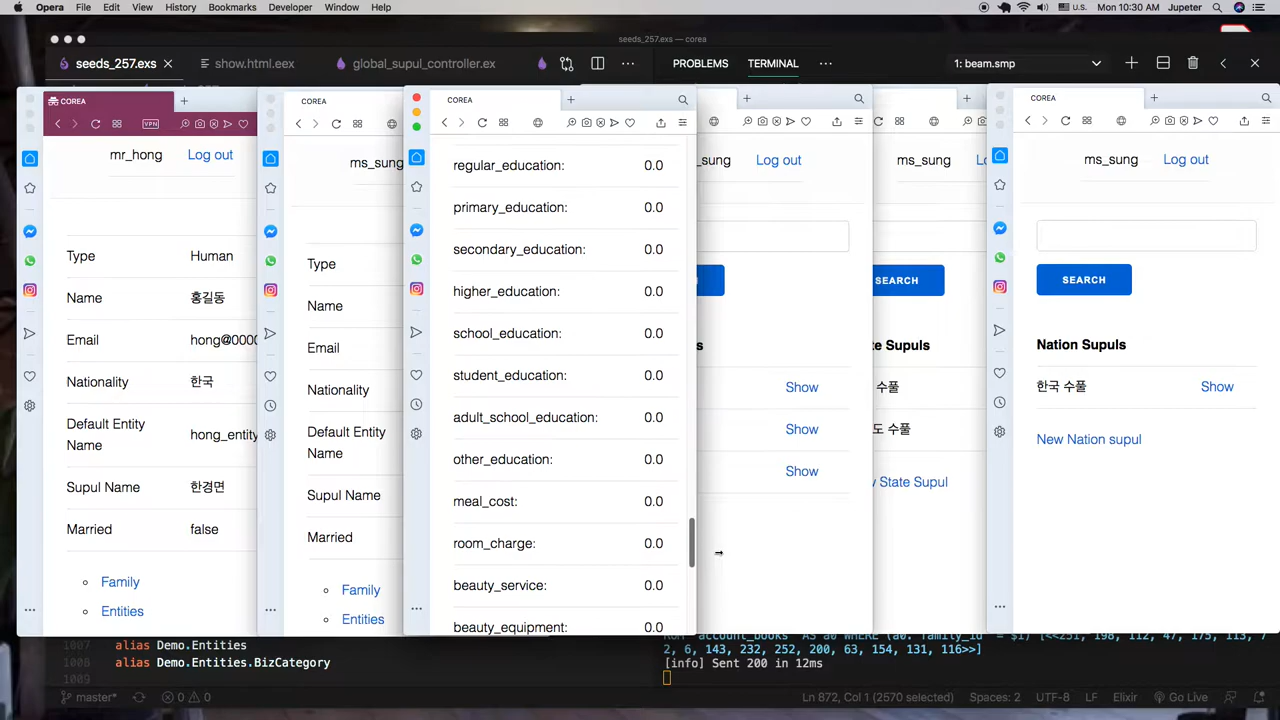 Opera File Edit View History Bookmarks Developer Window Help
U.S. Mon 10:30 AM Jupeter
seeds_257.exs — corea
seeds_257.exs show.html.eex global_supul_controller.ex
PROBLEMS TERMINAL 1: beam.smp
COREA
mr_hong Log out
Type Human
Name 홍길동
Email hong@0000
Nationality 한국
Default Entity Name hong_entity
Supul Name 한경면
Married false
Family
Entities
COREA
ms_sung
Type
Name
Email
Nationality
Default Entity
Name
Supul Name
Married
Family
Entities
COREA
regular_education: 0.0
primary_education: 0.0
secondary_education: 0.0
higher_education: 0.0
school_education: 0.0
student_education: 0.0
adult_school_education: 0.0
other_education: 0.0
meal_cost: 0.0
room_charge: 0.0
beauty_service: 0.0
beauty_equipment: 0.0
_sung Log out
s
Show
Show
Show
ms_sung Lo
SEARCH
te Supuls
수풀
도 수풀
w State Supul
COREA
ms_sung Log out
SEARCH
Nation Supuls
한국 수풀 Show
New Nation supul
1007 alias Demo.Entities
1008 alias Demo.Entities.BizCategory
1009
ROM "account_books" AS a0 WHERE (a0."family_id" = $1) [<<251, 198, 112, 47, 175, 113, 7
2, 6, 143, 232, 252, 200, 63, 154, 131, 116>>]
[info] Sent 200 in 12ms
master* 0 0 Ln 872, Col 1 (2570 selected) Spaces: 2 UTF-8 LF Elixir Go Live